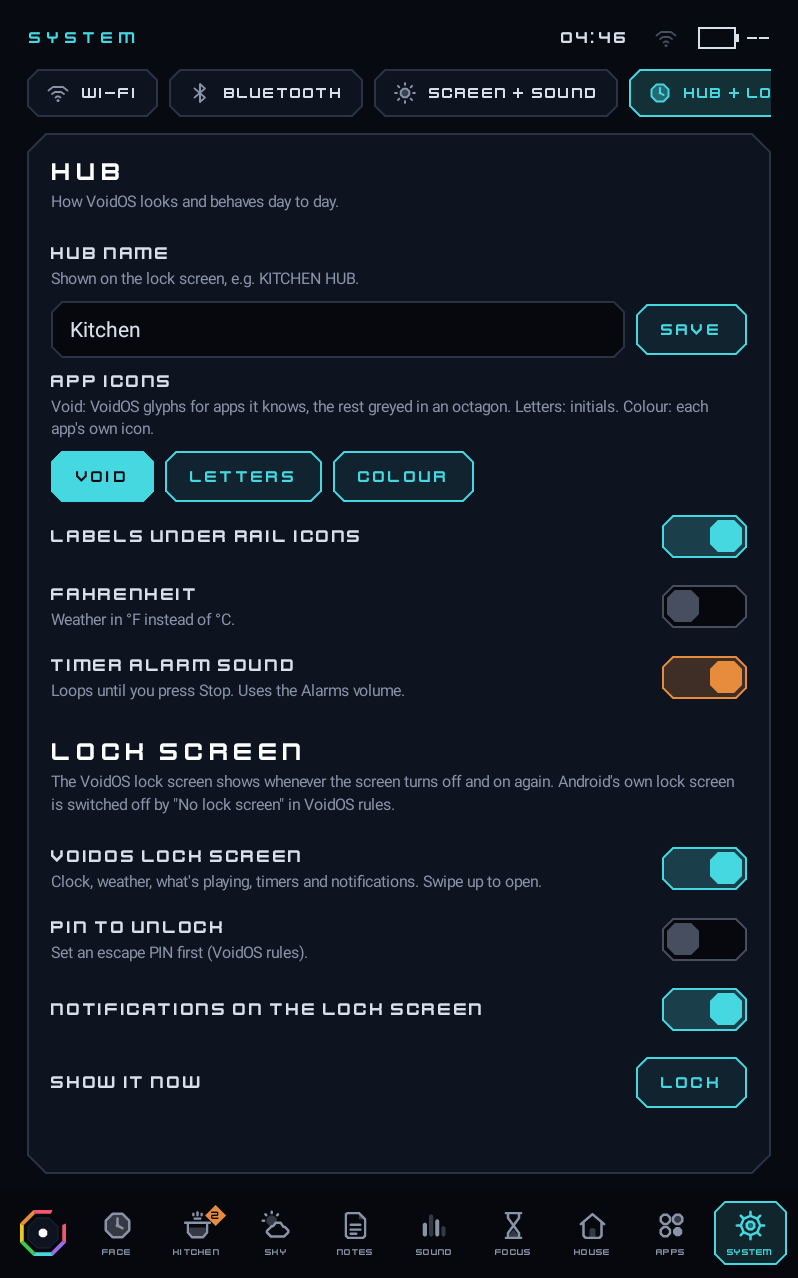 SYSTEM
04:46
--
WI-FI
BLUETOOTH
SCREEN + SOUND
HUB + LO
HUB
How VoidOS looks and behaves day to day.
HUB NAME
Shown on the lock screen, e.g. KITCHEN HUB.
Kitchen
SAVE
APP ICONS
Void: VoidOS glyphs for apps it knows, the rest greyed in an octagon. Letters: initials. Colour: each
app's own icon.
VOID
LETTERS
COLOUR
LABELS UNDER RAIL ICONS
FAHRENHEIT
Weather in °F instead of °C.
TIMER ALARM SOUND
Loops until you press Stop. Uses the Alarms volume.
LOCK SCREEN
The VoidOS lock screen shows whenever the screen turns off and on again. Android's own lock screen
is switched off by "No lock screen" in VoidOS rules.
VOIDOS LOCK SCREEN
Clock, weather, what's playing, timers and notifications. Swipe up to open.
PIN TO UNLOCK
Set an escape PIN first (VoidOS rules).
NOTIFICATIONS ON THE LOCK SCREEN
SHOW IT NOW
LOCK
2
FACE
KITCHEN
SKY
NOTES
SOUND
FOCUS
HOUSE
APPS
SYSTEM